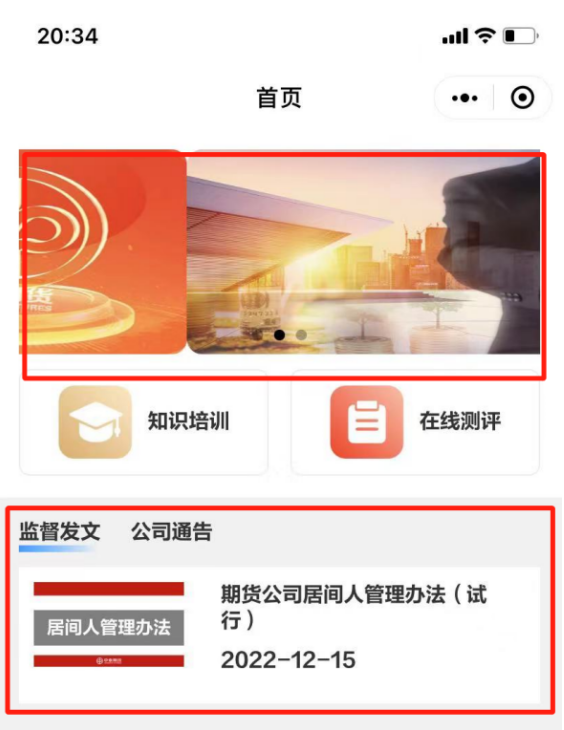 20:34
首页
货
知识培训
在线测评
监督发文
公司通告
居间人管理办法
期货公司居间人管理办法（试
行）
2022-12-15